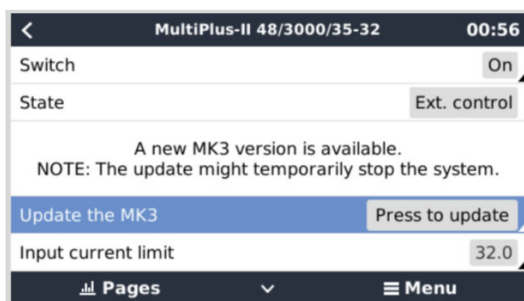 MultiPlus-II 48/3000/35-32 00:56
Switch On
State Ext. control
A new MK3 version is available.
NOTE: The update might temporarily stop the system.
Update the MK3 Press to update
Input current limit 32.0
Pages Menu